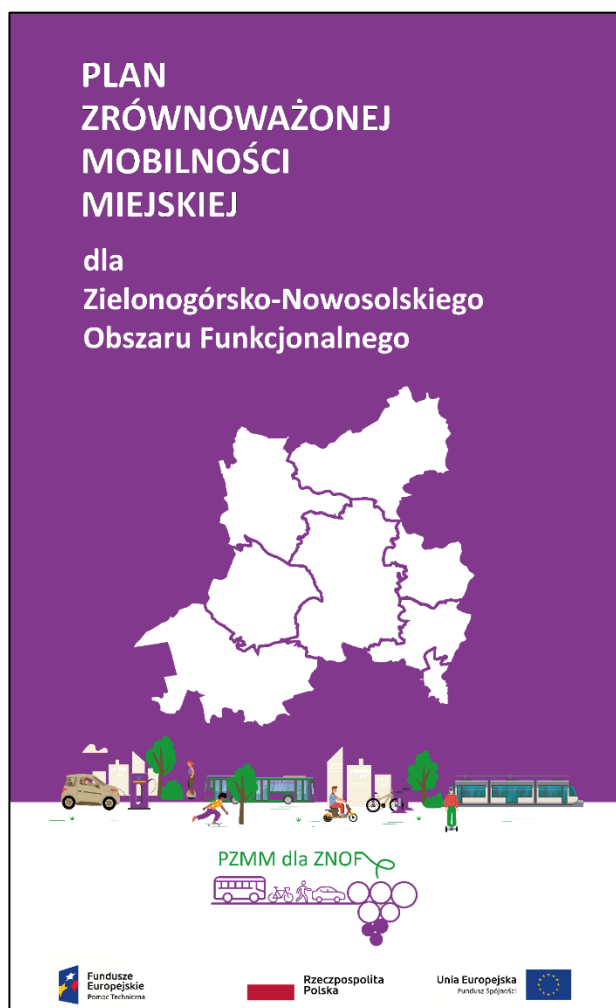 PLAN
ZRÓWNOWAŻONEJ
MOBILNOŚCI
MIEJSKIEJ
dla
Zielonogórsko-Nowosolskiego
Obszaru Funkcjonalnego
PZMM dla ZNOF
Fundusze
Europejskie
Pomoc Techniczna
Rzeczpospolita
Polska
Unia Europejska
Fundusz Spójności